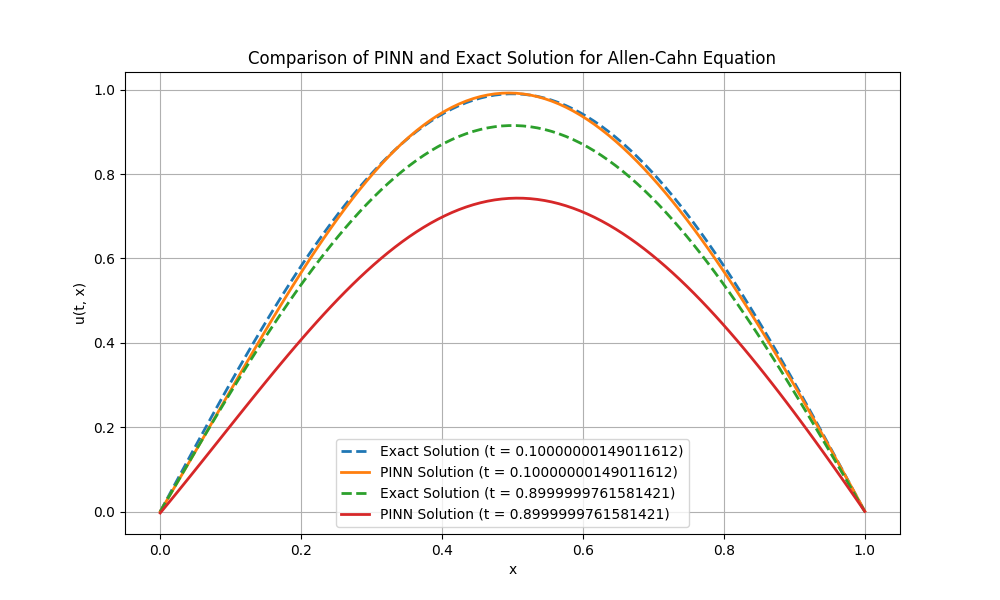 Comparison of PINN and Exact Solution for Allen-Cahn Equation
1.0
0.8
0.6
0.4
0.2
0.0
u(t, x)
Exact Solution (t = 0.10000000149011612)
PINN Solution (t = 0.10000000149011612)
Exact Solution (t = 0.8999999761581421)
PINN Solution (t = 0.8999999761581421)
0.0 0.2 0.4 0.6 0.8 1.0
x